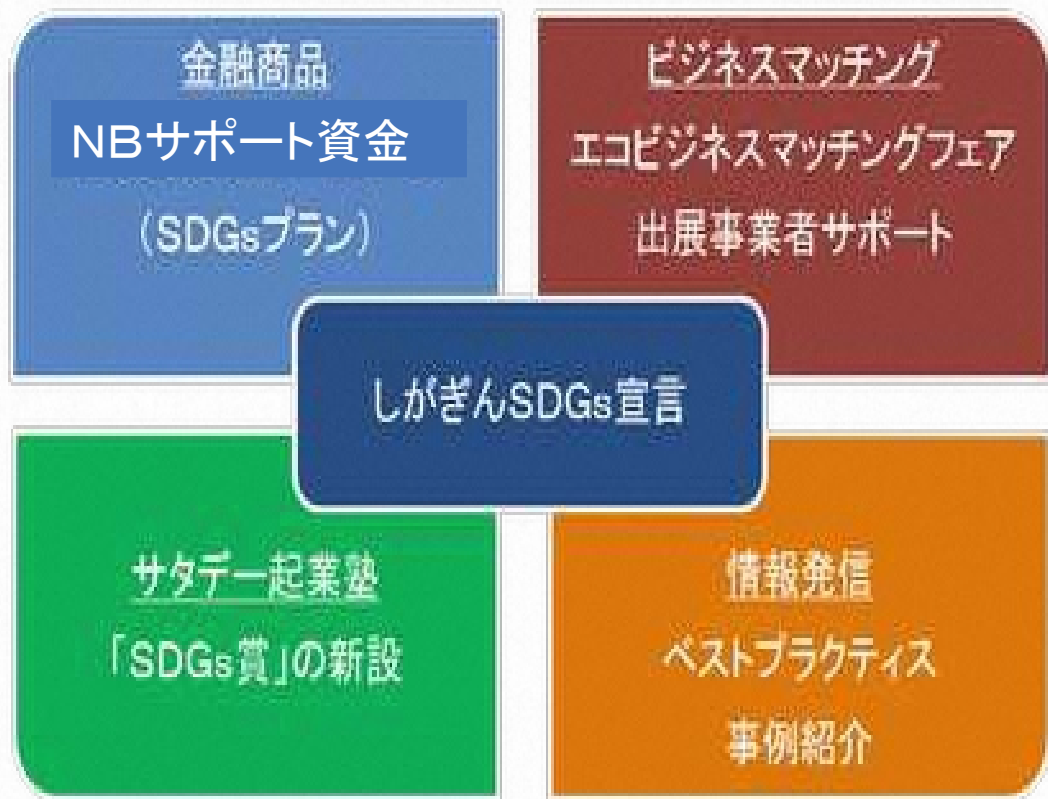 金融商品
NBサポート資金
(SDGsプラン)
ビジネスマッチング
エコビジネスマッチングフェア
出展事業者サポート
しがぎんSDGs宣言
サタデー起業塾
「SDGs賞」の新設
情報発信
ベストプラクティス
事例紹介